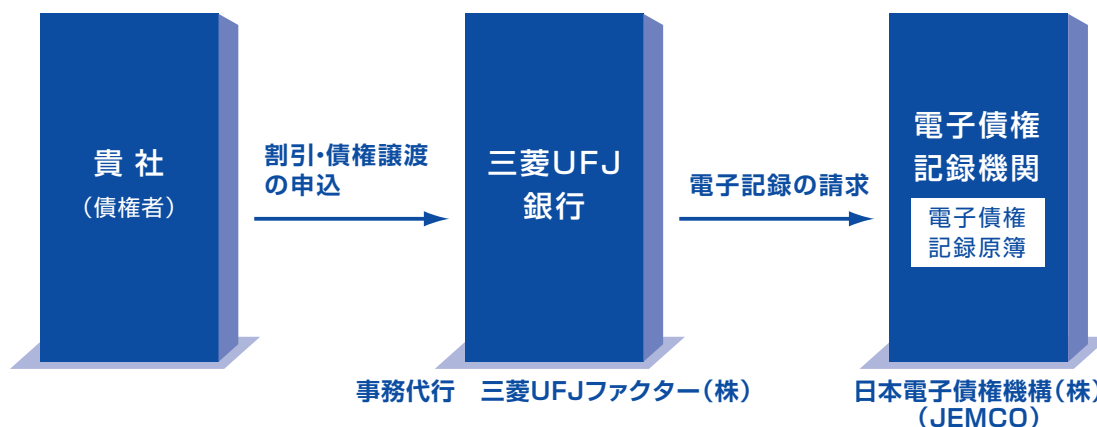 貴社
（債権者）
割引・債権譲渡
の申込
三菱UFJ
銀行
電子記録の請求
電子債権
記録機関
電子債権
記録原簿
事務代行　三菱UFJファクター（株）
日本電子債権機構（株）
（JEMCO）